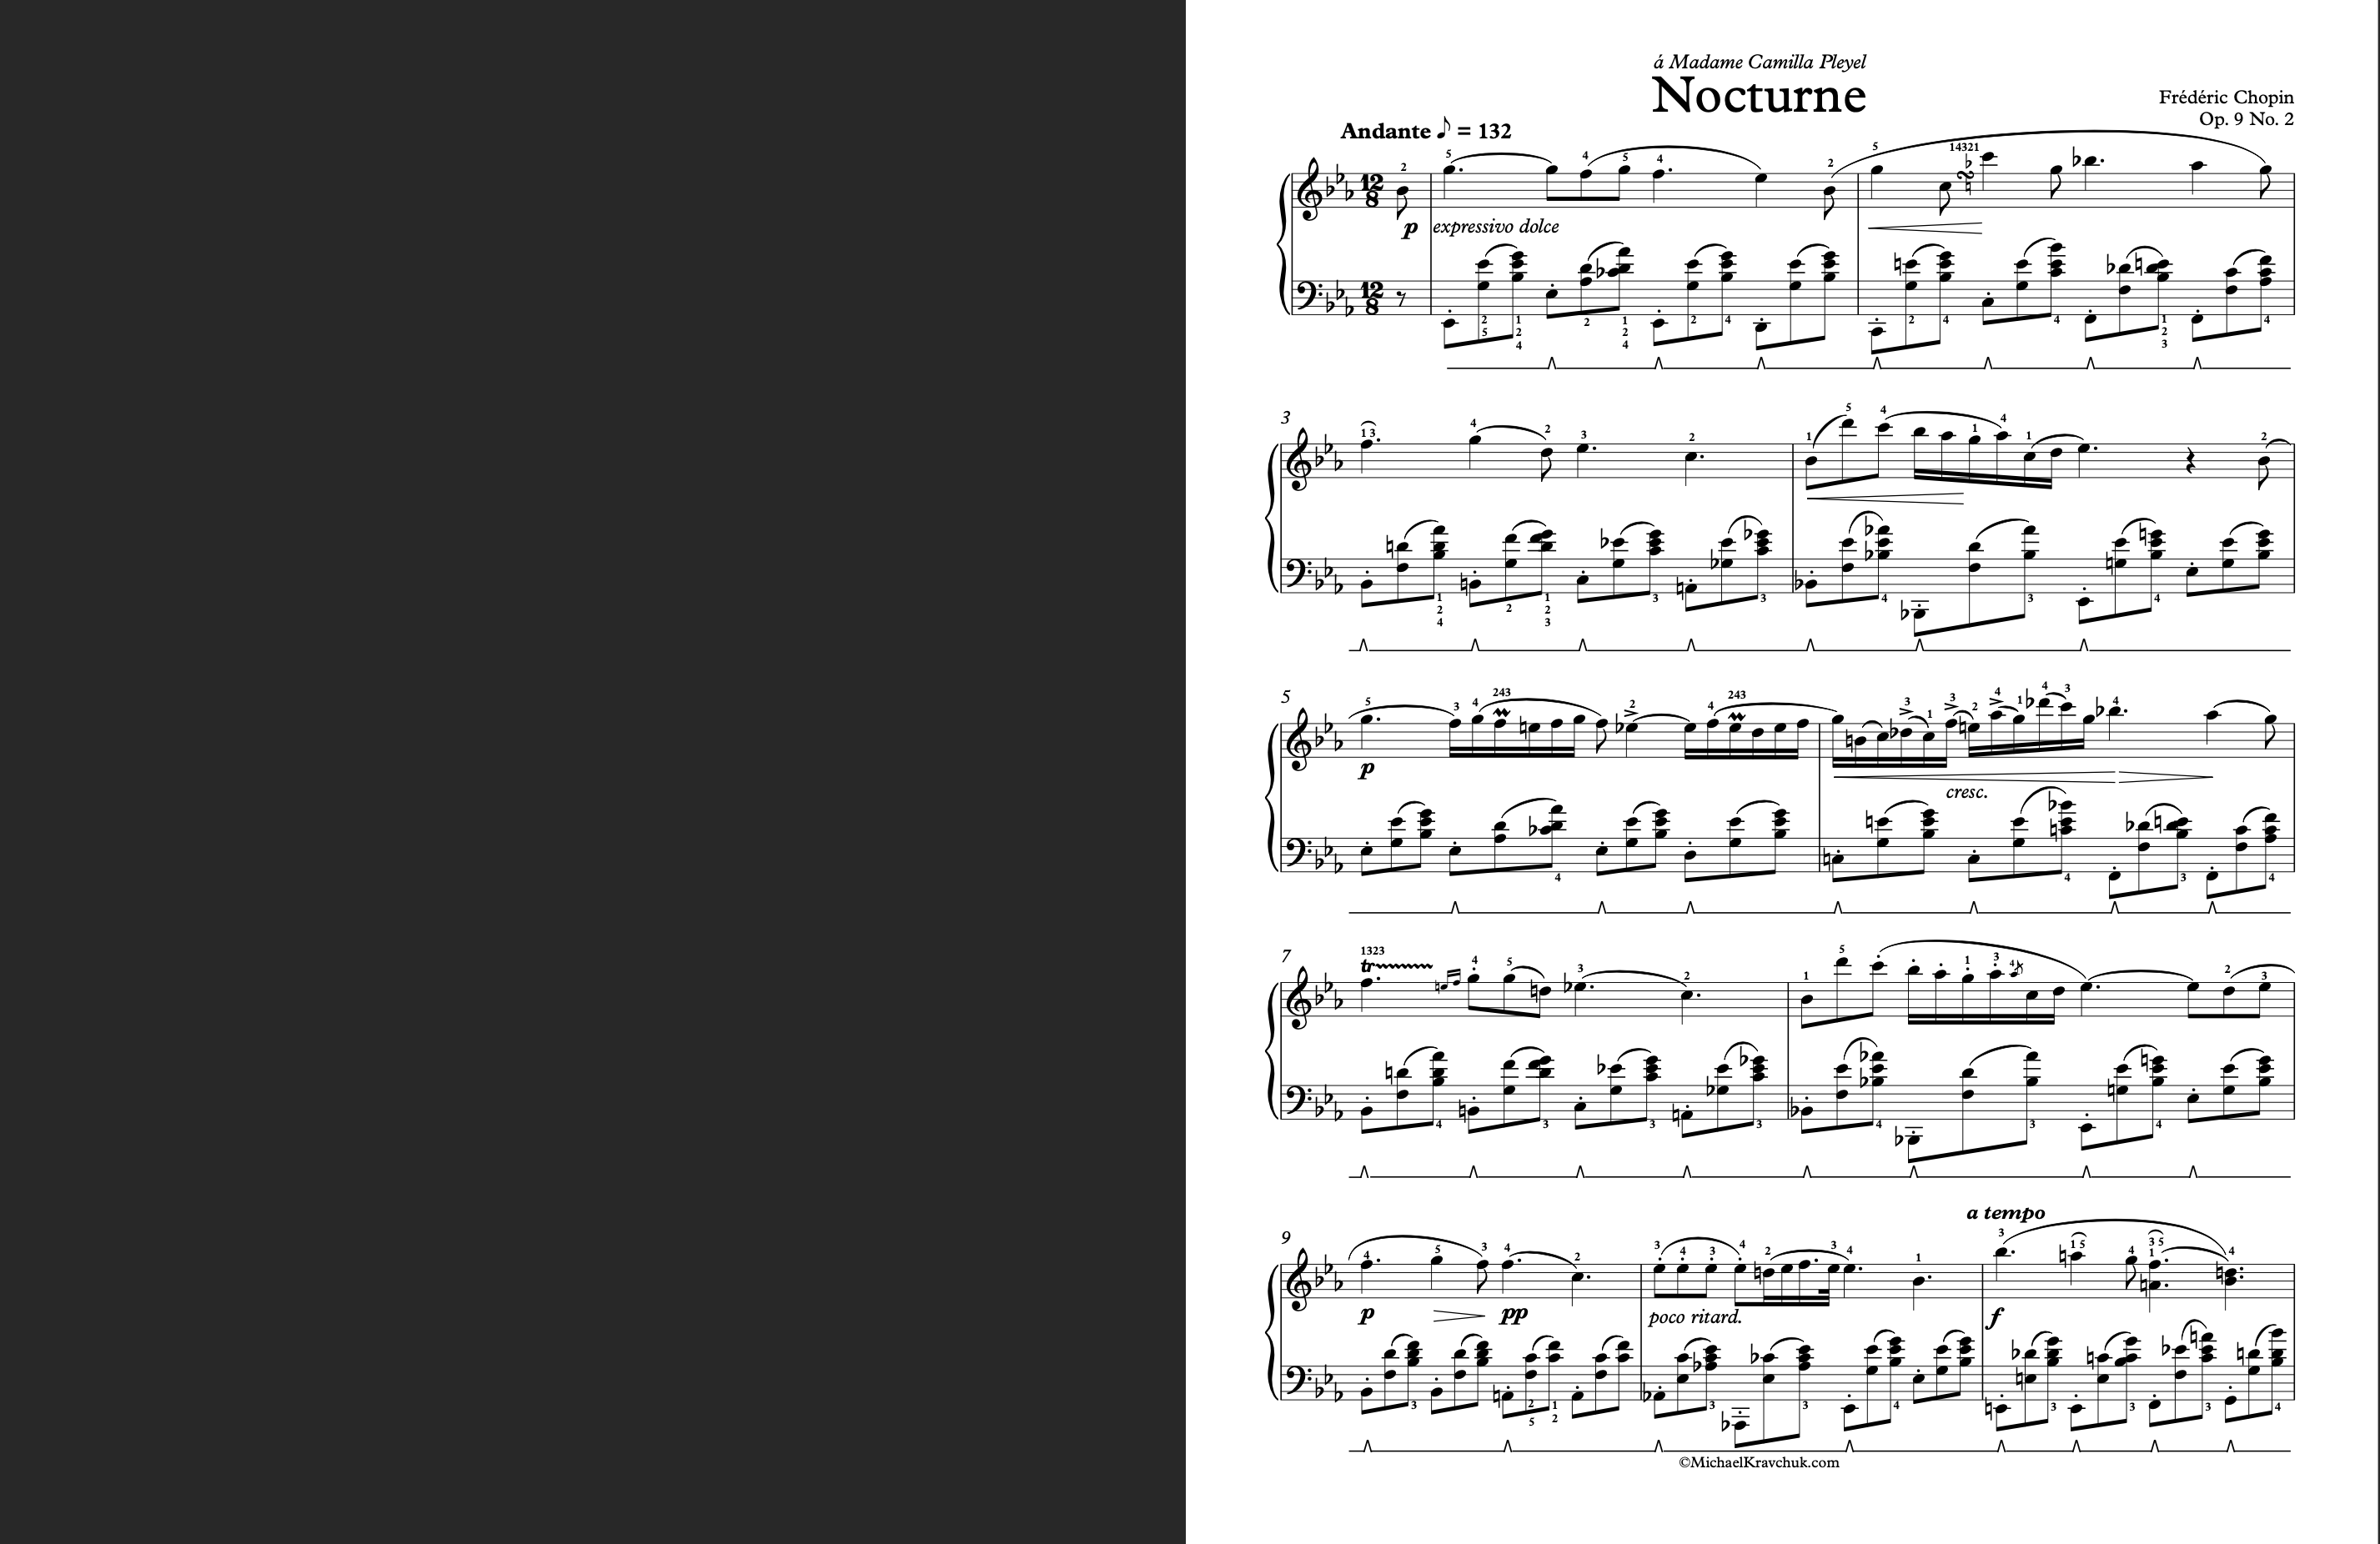 á Madame Camilla Pleyel
Nocturne
Frédéric Chopin
Op. 9 No. 2
Andante ♪ = 132
p expressivo dolce
3
5
p
cresc.
7
tr
9
a tempo
p pp poco ritard. f
©MichaelKravchuk.com